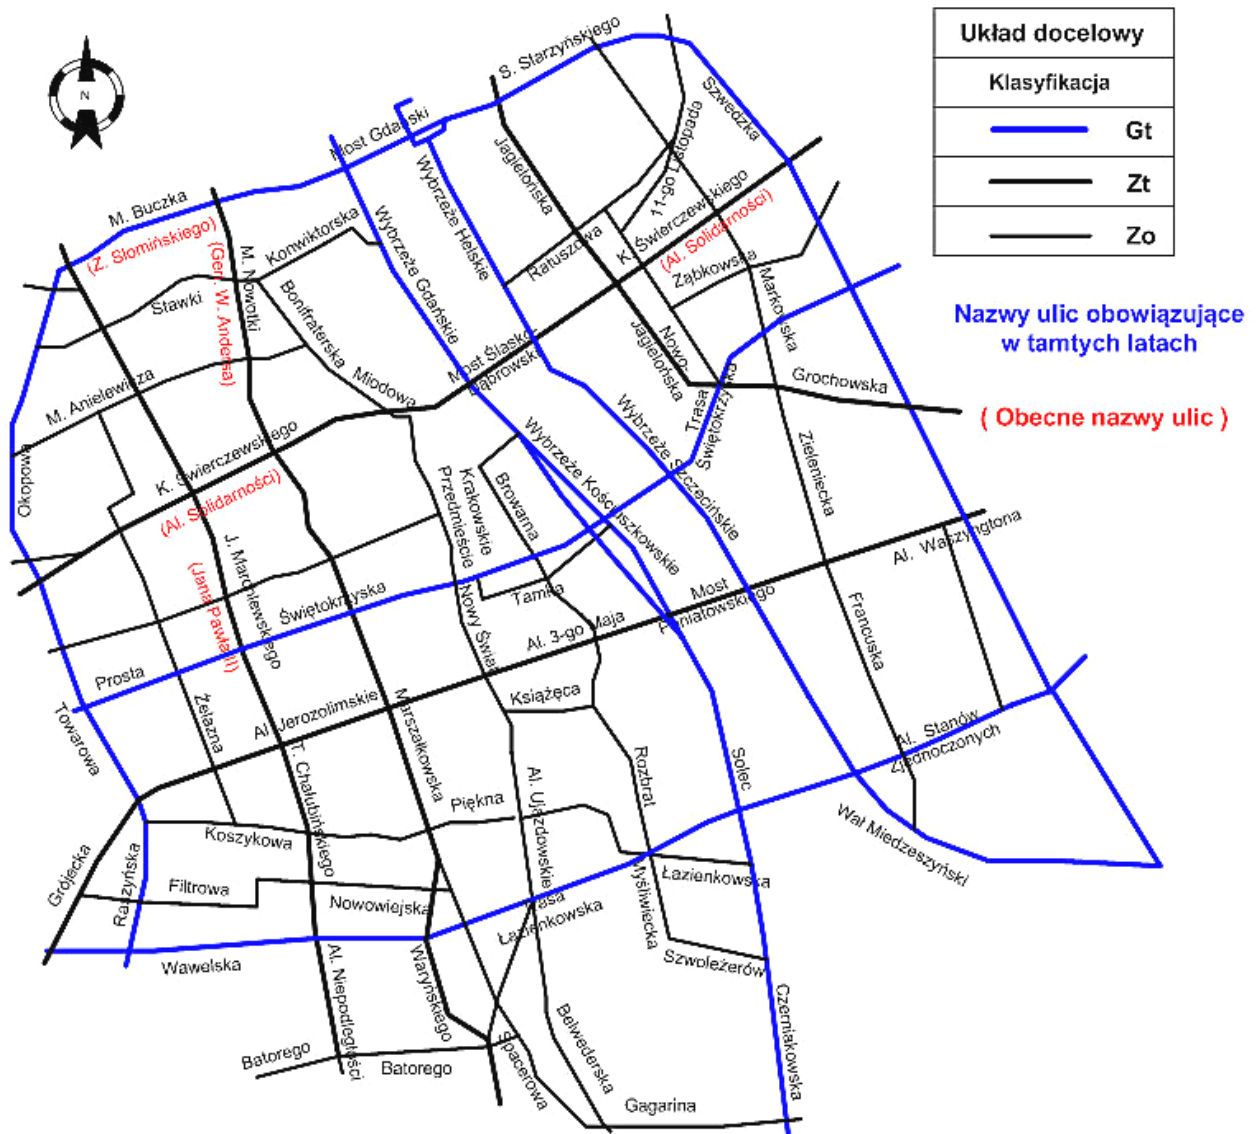 Układ docelowy
Klasyfikacja
Gt
Zt
Zo
Nazwy ulic obowiązujące
w tamtych latach
( Obecne nazwy ulic )
N
S. Starzyńskiego
Most Gdański
Szwedzka
M. Buczka
(Z. Słomińskiego)
M. Nowotki
(Gen. W. Andersa)
Konwiktorska
Wybrzeże Gdańskie
Wybrzeże Helskie
Jagielońska
11-go Listopada
Ratuszowa
K. Świerczewskiego
(Al. Solidarności)
Ząbkowska
Markowska
Stawki
Bonifraterska
Miodowa
Most Śląsko
Dąbrowski
Jagielońska
Nowo-
Grochowska
M. Anielewicza
Okopowa
K. Świerczewskiego
(Al. Solidarności)
Trasa
Świętokrzyska
Wybrzeże Szczecińskie
Wybrzeże Kościuszkowskie
Krakowskie
Przedmieście
Browarna
Zieleniecka
J. Marchlewskiego
(Jana Pawła II)
Świętokrzyska
Tamka
Nowy Świat
Al. 3-go Maja
Most
Poniatowskiego
Al. Waszyngtona
Francuska
Prosta
Towarowa
Żelazna
Al. Jerozolimskie
Marszałkowska
Książęca
Rozbrat
Solec
Al. Stanów
Zjednoczonych
T. Chałubińskiego
Piękna
Al. Ujazdowskie
Wał Miedzeszyński
Koszykowa
Grójecka
Raszyńska
Filtrowa
Nowowiejska
Trasa
Łazienkowska
Myśliwiecka
Łazienkowska
Szwoleżerów
Wawelska
Al. Niepodległości
Waryńskiego
Batorego
Batorego
Spacerowa
Belwederska
Gagarina
Czerniakowska